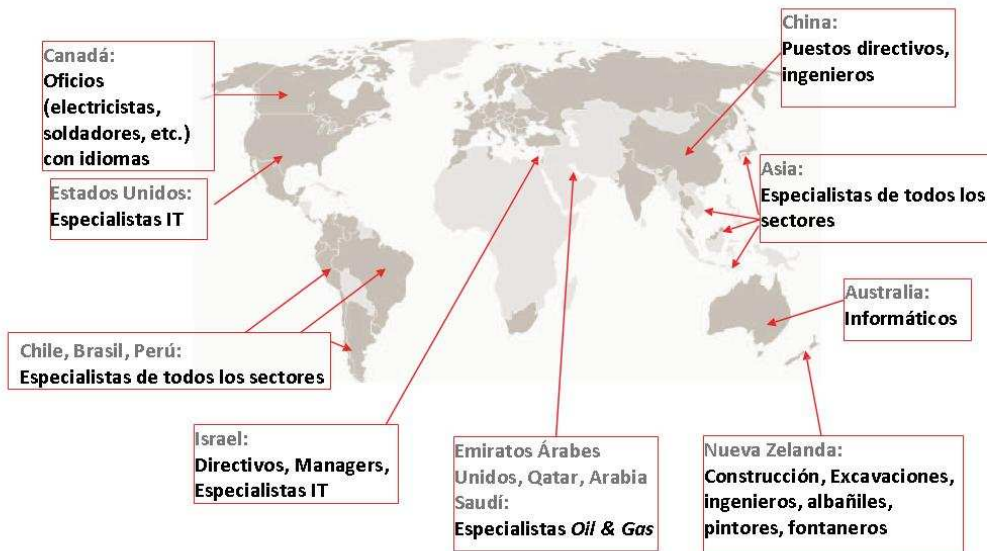 Canadá:
Oficios
(electricistas,
soldadores, etc.)
con idiomas
Estados Unidos:
Especialistas IT
Chile, Brasil, Perú:
Especialistas de todos los sectores
Israel:
Directivos, Managers,
Especialistas IT
Emiratos Árabes
Unidos, Qatar, Arabia
Saudí:
Especialistas Oil & Gas
China:
Puestos directivos,
ingenieros
Asia:
Especialistas de todos los
sectores
Australia:
Informáticos
Nueva Zelanda:
Construcción, Excavaciones,
ingenieros, albañiles,
pintores, fontaneros